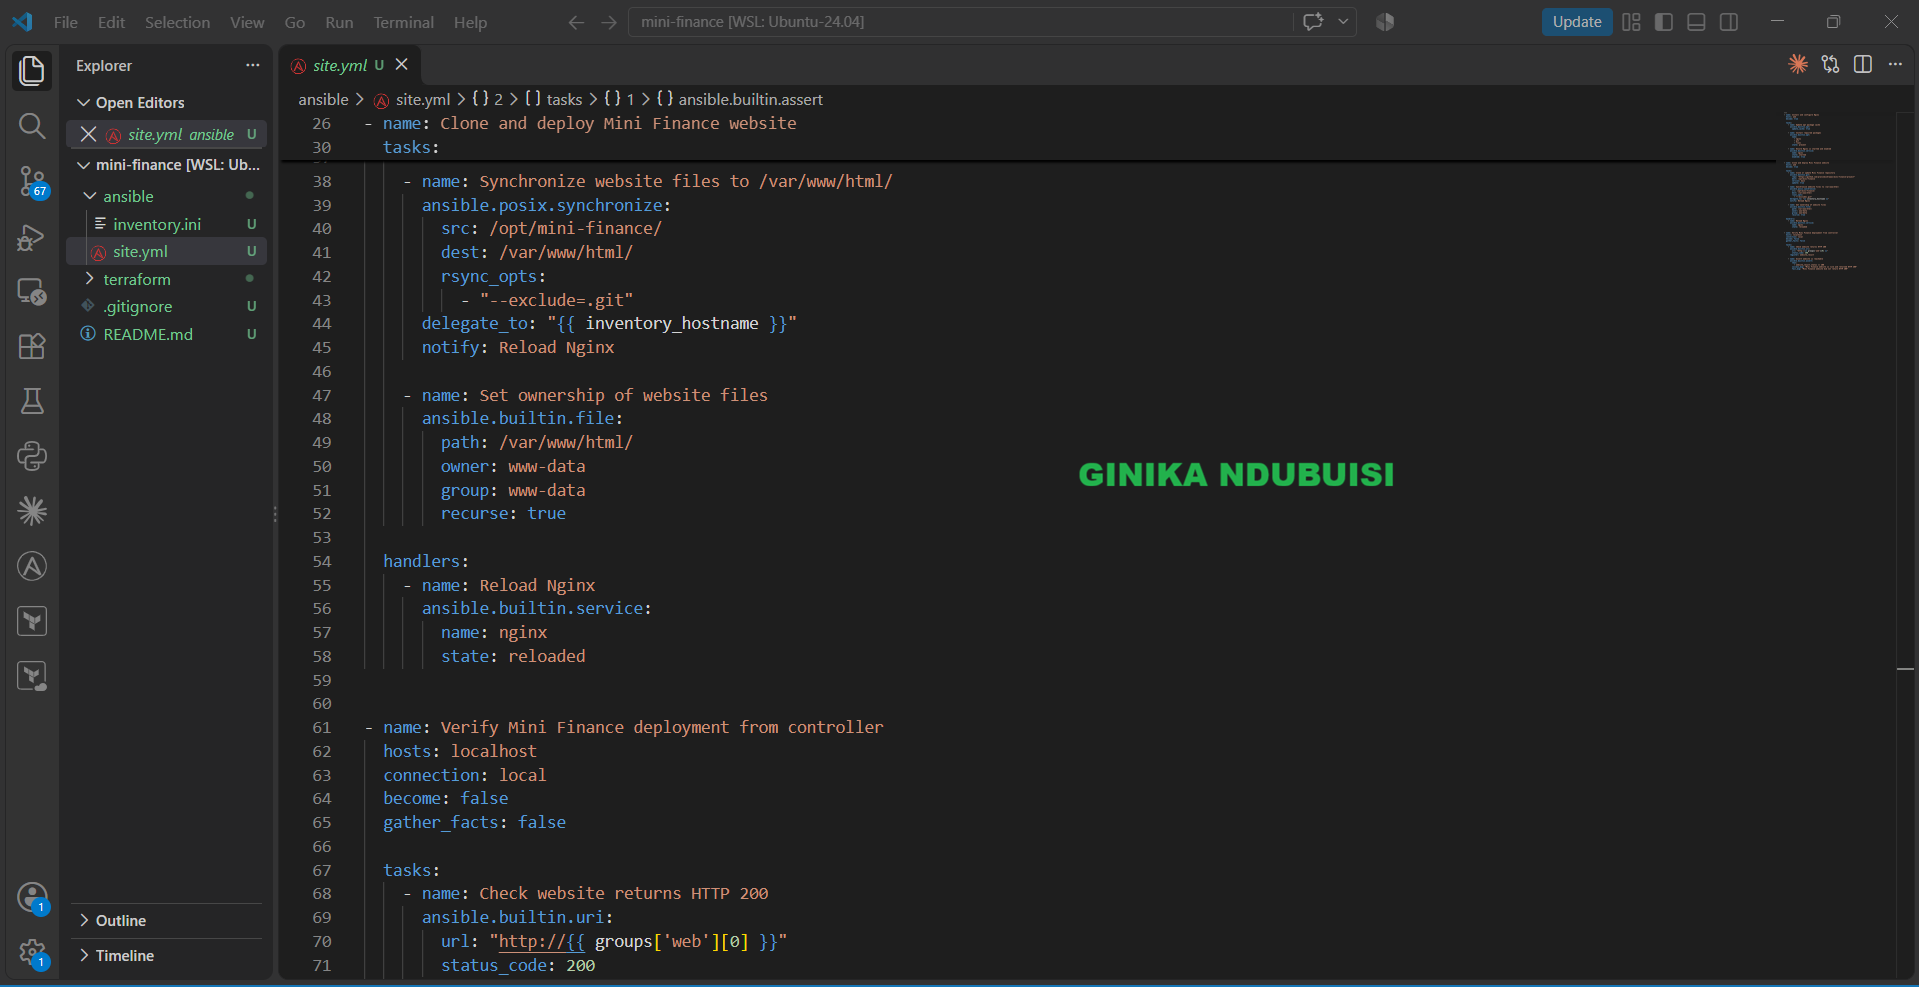 File Edit Selection View Go Run Terminal Help
mini-finance [WSL: Ubuntu-24.04]
Update
Explorer
Open Editors
site.yml ansible U
mini-finance [WSL: Ub...
ansible
inventory.ini U
site.yml U
terraform
.gitignore U
README.md U
Outline
Timeline
67
1
1
site.yml U
ansible > site.yml > {} 2 > [] tasks > {} 1 > {} ansible.builtin.assert
26 - name: Clone and deploy Mini Finance website
30 tasks:
38 - name: Synchronize website files to /var/www/html/
39 ansible.posix.synchronize:
40 src: /opt/mini-finance/
41 dest: /var/www/html/
42 rsync_opts:
43 - "--exclude=.git"
44 delegate_to: "{{ inventory_hostname }}"
45 notify: Reload Nginx
46
47 - name: Set ownership of website files
48 ansible.builtin.file:
49 path: /var/www/html/
50 owner: www-data
51 group: www-data
52 recurse: true
53
54 handlers:
55 - name: Reload Nginx
56 ansible.builtin.service:
57 name: nginx
58 state: reloaded
59
60
61 - name: Verify Mini Finance deployment from controller
62 hosts: localhost
63 connection: local
64 become: false
65 gather_facts: false
66
67 tasks:
68 - name: Check website returns HTTP 200
69 ansible.builtin.uri:
70 url: "http://{{ groups['web'][0] }}"
71 status_code: 200
GINIKA NDUBUISI